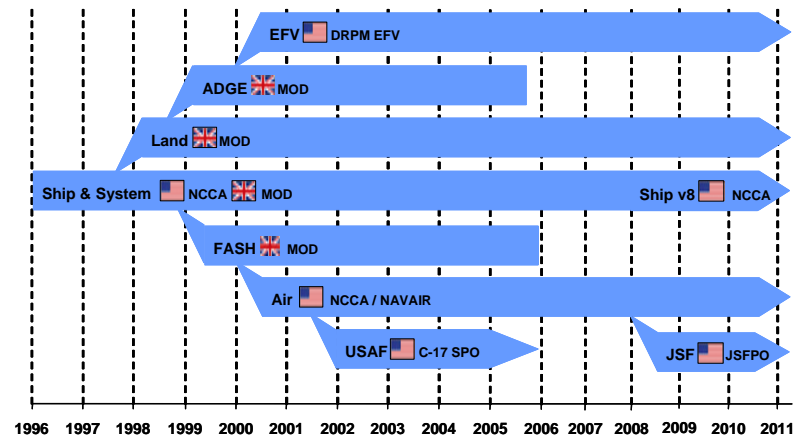 EFV DRPM EFV
ADGE MOD
Land MOD
Ship & System NCCA MOD Ship v8 NCCA
FASH MOD
Air NCCA / NAVAIR
USAF C-17 SPO JSF JSFPO
1996 1997 1998 1999 2000 2001 2002 2003 2004 2005 2006 2007 2008 2009 2010 2011